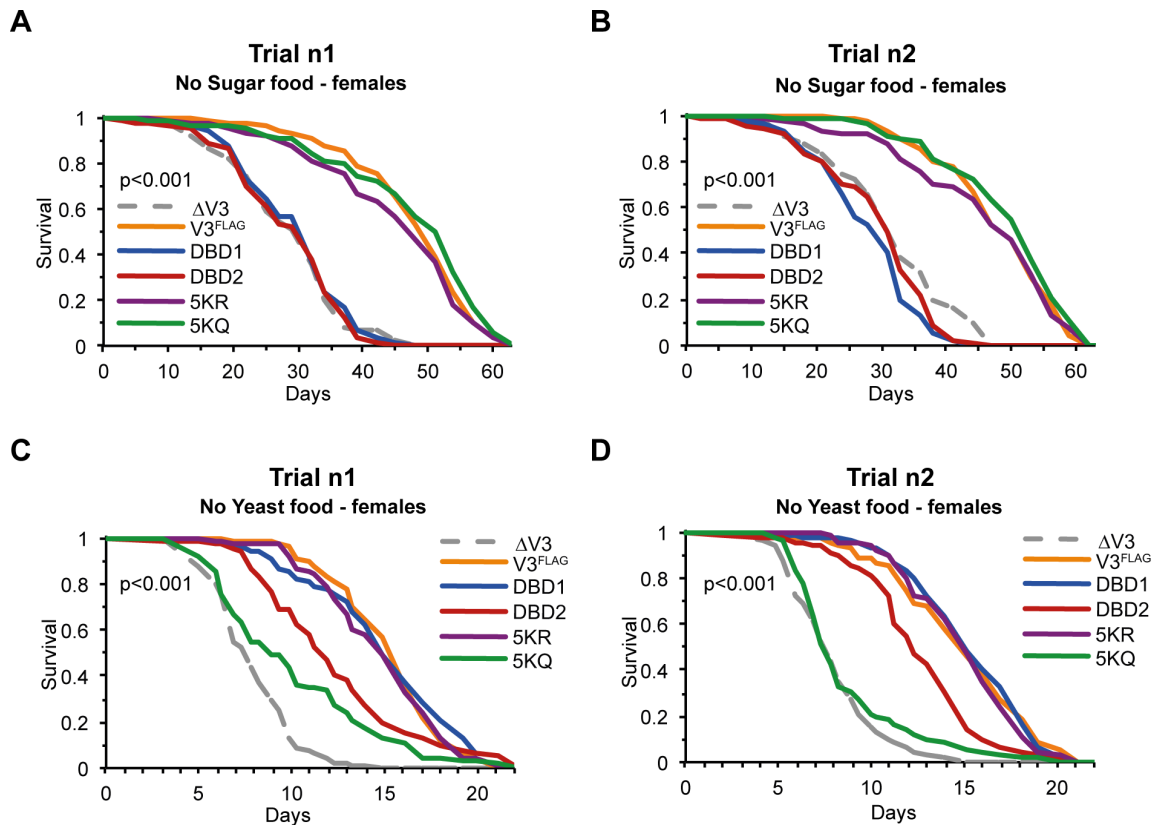 A
Trial n1
No Sugar food - females
Survival
1
0.8
0.6
0.4
0.2
0
p<0.001
ΔV3
V3FLAG
DBD1
DBD2
5KR
5KQ
0 10 20 30 40 50 60
Days
B
Trial n2
No Sugar food - females
Survival
1
0.8
0.6
0.4
0.2
0
p<0.001
ΔV3
V3FLAG
DBD1
DBD2
5KR
5KQ
0 10 20 30 40 50 60
Days
C
Trial n1
No Yeast food - females
Survival
1
0.8
0.6
0.4
0.2
0
p<0.001
ΔV3
V3FLAG
DBD1
DBD2
5KR
5KQ
0 5 10 15 20
Days
D
Trial n2
No Yeast food - females
Survival
1
0.8
0.6
0.4
0.2
0
p<0.001
ΔV3
V3FLAG
DBD1
DBD2
5KR
5KQ
0 5 10 15 20
Days